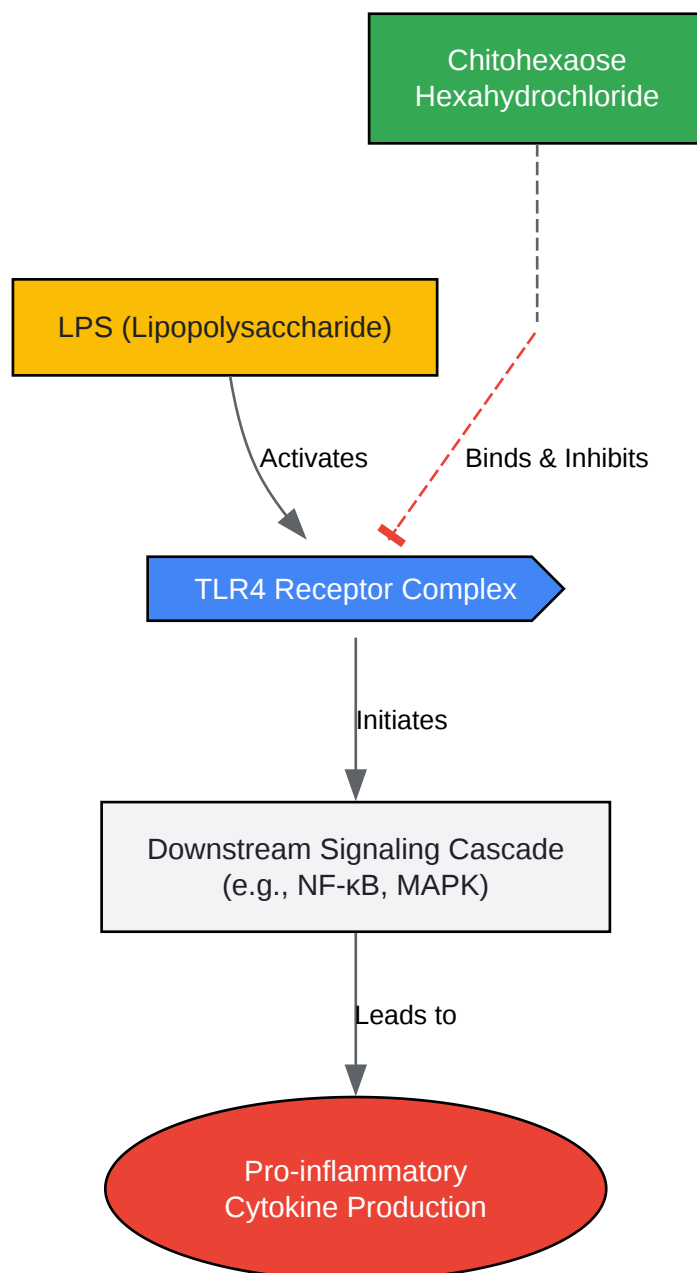 Chitohexaose
Hexahydrochloride
LPS (Lipopolysaccharide)
Activates
Binds & Inhibits
TLR4 Receptor Complex
Initiates
Downstream Signaling Cascade
(e.g., NF-κB, MAPK)
Leads to
Pro-inflammatory
Cytokine Production